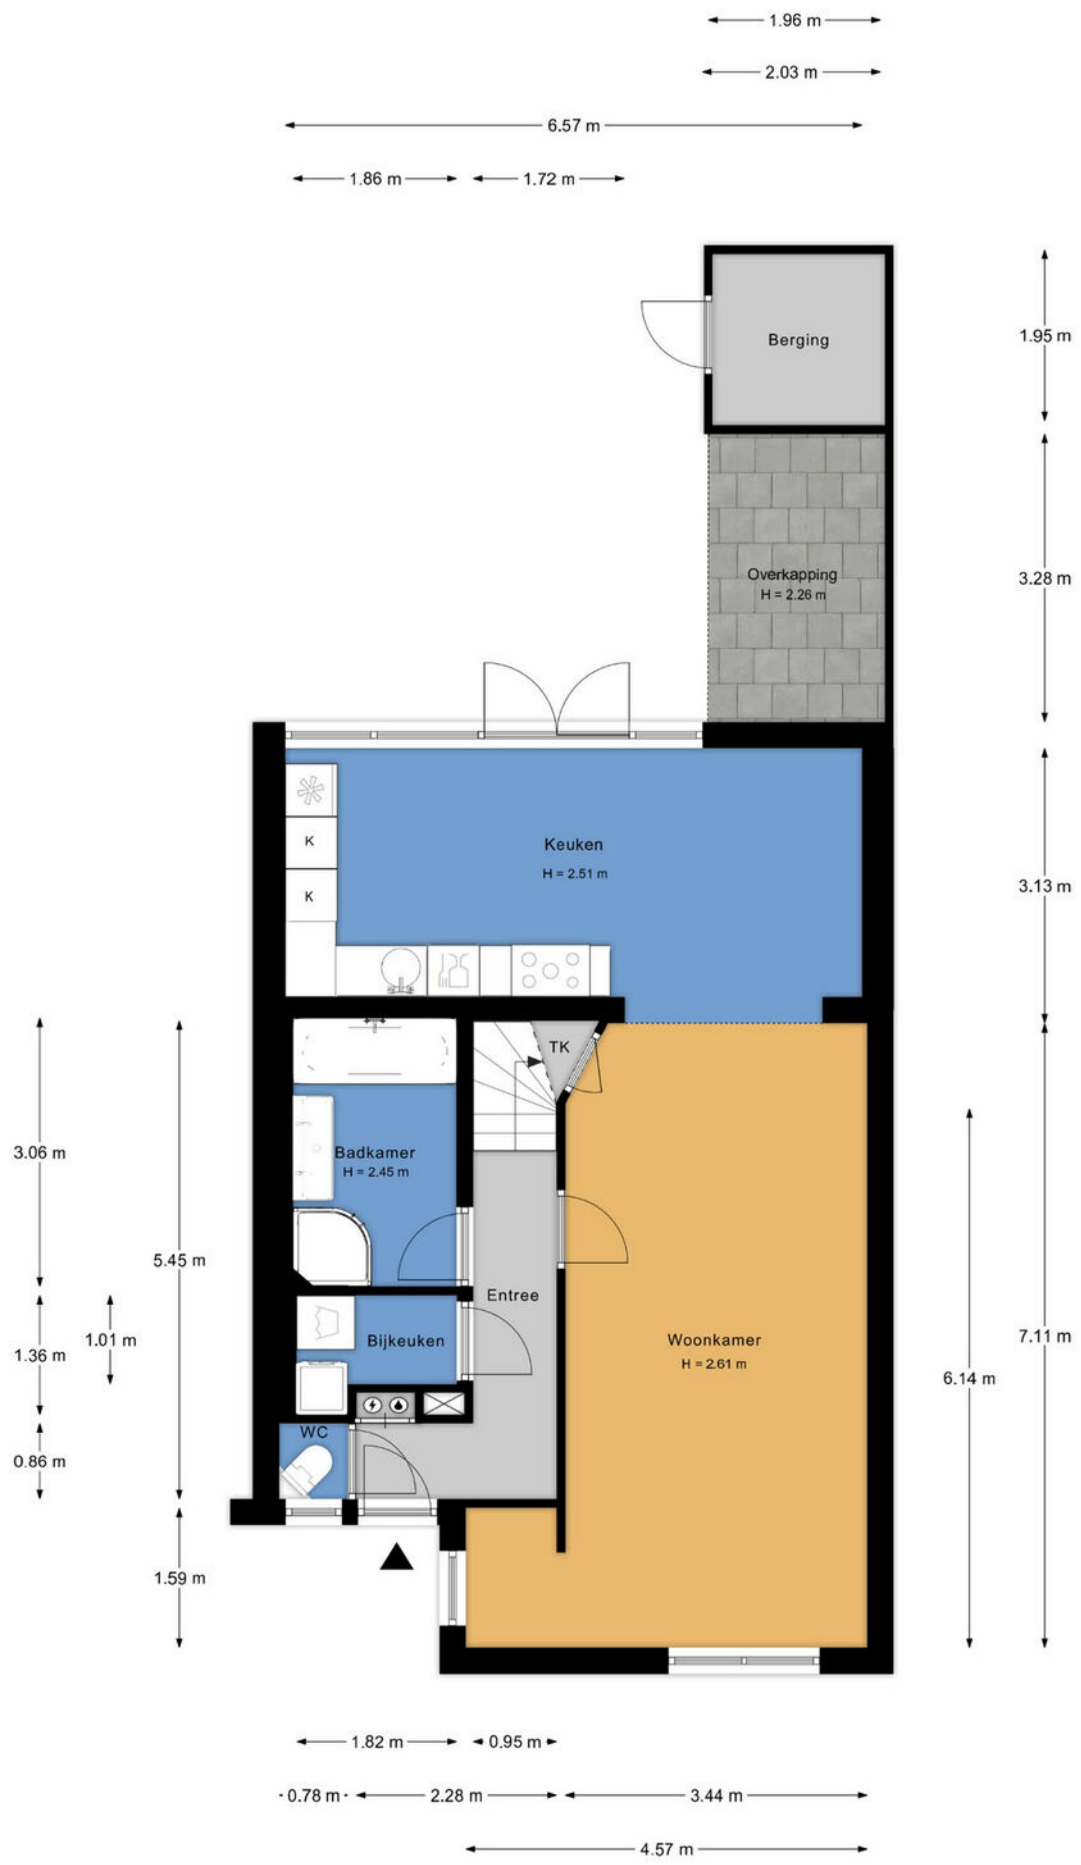 1.96 m
2.03 m
6.57 m
1.86 m
1.72 m
Berging
1.95 m
Overkapping
H = 2.26 m
3.28 m
Keuken
H = 2.51 m
K
K
3.13 m
TK
Badkamer
H = 2.45 m
3.06 m
5.45 m
Entree
Bijkeuken
1.01 m
1.36 m
Woonkamer
H = 2.61 m
7.11 m
6.14 m
WC
0.86 m
1.59 m
1.82 m
0.95 m
0.78 m
2.28 m
3.44 m
4.57 m